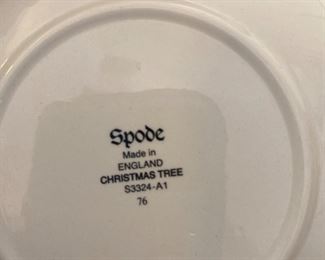 Spode
Made in
ENGLAND
CHRISTMAS TREE
S3324-A1
76